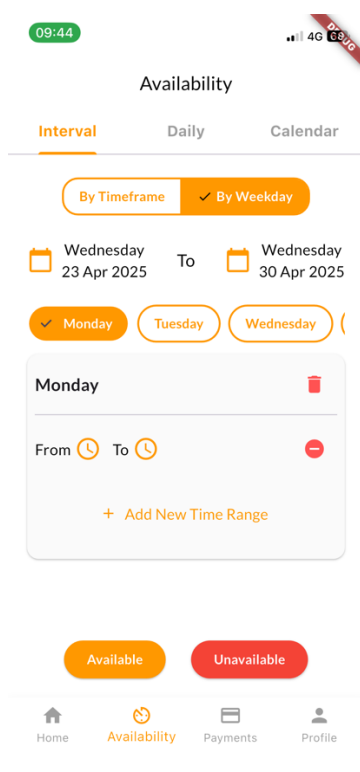 09:44
4G
DEBUG
Availability
Interval Daily Calendar
By Timeframe By Weekday
Wednesday
23 Apr 2025
To
Wednesday
30 Apr 2025
Monday Tuesday Wednesday
Monday
From To
+ Add New Time Range
Available Unavailable
Home Availability Payments Profile